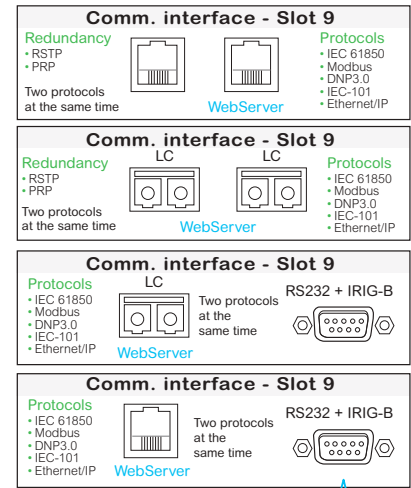 Comm. interface - Slot 9
Redundancy
• RSTP
• PRP
Two protocols
at the same time
WebServer
Protocols
• IEC 61850
• Modbus
• DNP3.0
• IEC-101
• Ethernet/IP
Comm. interface - Slot 9
Redundancy
• RSTP
• PRP
Two protocols
at the same time
LC
LC
WebServer
Protocols
• IEC 61850
• Modbus
• DNP3.0
• IEC-101
• Ethernet/IP
Comm. interface - Slot 9
Protocols
• IEC 61850
• Modbus
• DNP3.0
• IEC-101
• Ethernet/IP
LC
WebServer
Two protocols
at the
same time
RS232 + IRIG-B
Comm. interface - Slot 9
Protocols
• IEC 61850
• Modbus
• DNP3.0
• IEC-101
• Ethernet/IP
WebServer
Two protocols
at the
same time
RS232 + IRIG-B